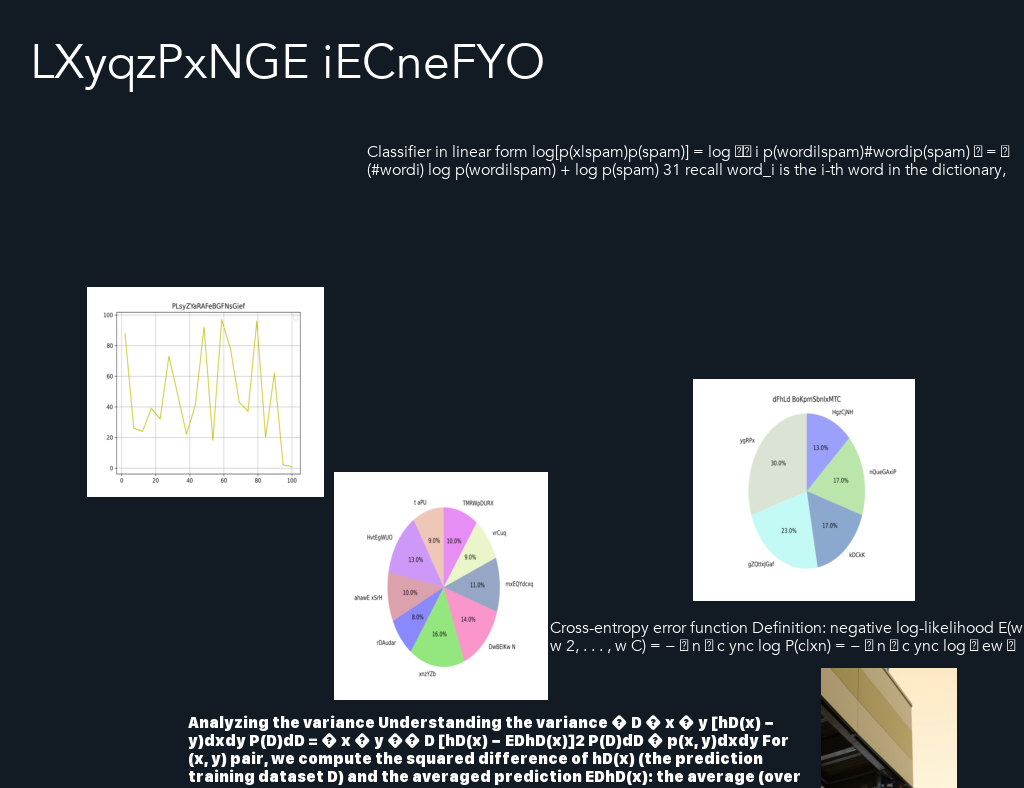 LXyqzPxNGE iECneFYO
Classifier in linear form log[p(xlspam)p(spam)] = log �� i p(wordilspam)#wordip(spam) � = �
(#wordi) log p(wordilspam) + log p(spam) 31 recall word_i is the i-th word in the dictionary,
PLsyZYaRAFeBGFNsGief
100
80
60
40
20
0
0 20 40 60 80 100
dFhLd BoKpmSbnlxMTC
HgzCjNH
ygRPx
13.0%
30.0%
nQueGAxiP
17.0%
17.0%
23.0%
kDCkK
gZQtIxJGaf
t aPU TMRWpDURX
HvtEgWUO vrCuq
9.0% 10.0%
13.0% 9.0%
11.0% mxEQYdcxq
10.0%
ahawE xSrH
8.0% 14.0%
16.0%
rOAudar DwBEIKw N
xnzYZb
Cross-entropy error function Definition: negative log-likelihood E(w
w 2, . . . , w C) = − � n � c ync log P(clxn) = − � n � c ync log � ew �
Analyzing the variance Understanding the variance � D � x � y [hD(x) −
y)dxdy P(D)dD = � x � y �� D [hD(x) − EDhD(x)]2 P(D)dD � p(x, y)dxdy For
(x, y) pair, we compute the squared difference of hD(x) (the prediction
training dataset D) and the averaged prediction EDhD(x): the average (over